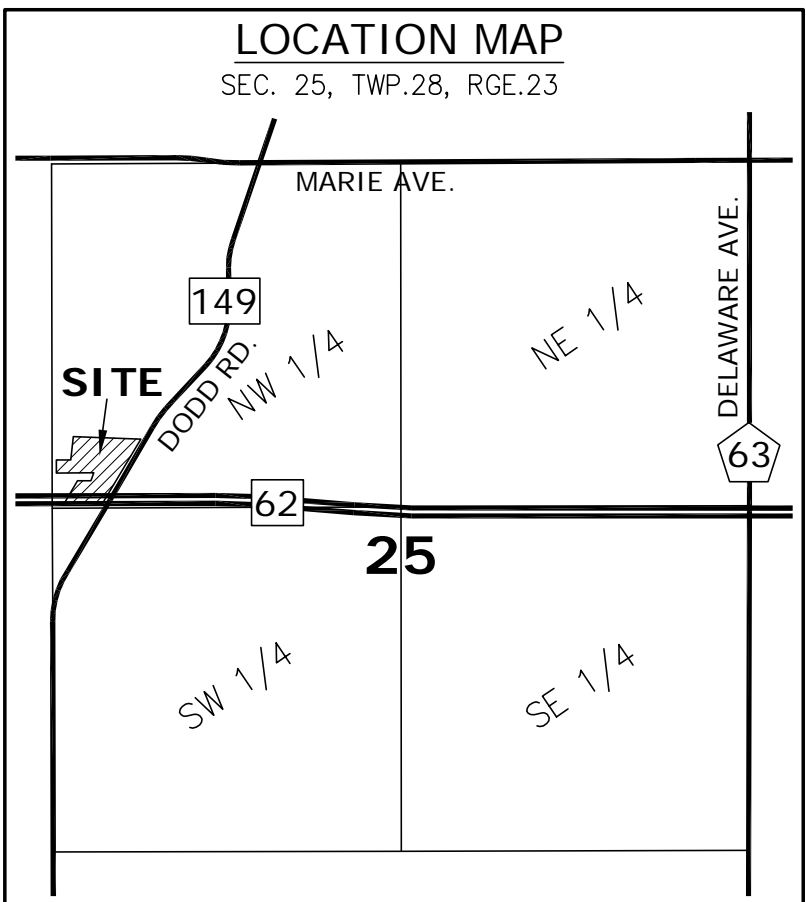 LOCATION MAP
SEC. 25, TWP.28, RGE.23
MARIE AVE.
DELAWARE AVE.
149
NE 1/4
DODD RD.
NW 1/4
SITE
63
62
25
SW 1/4
SE 1/4